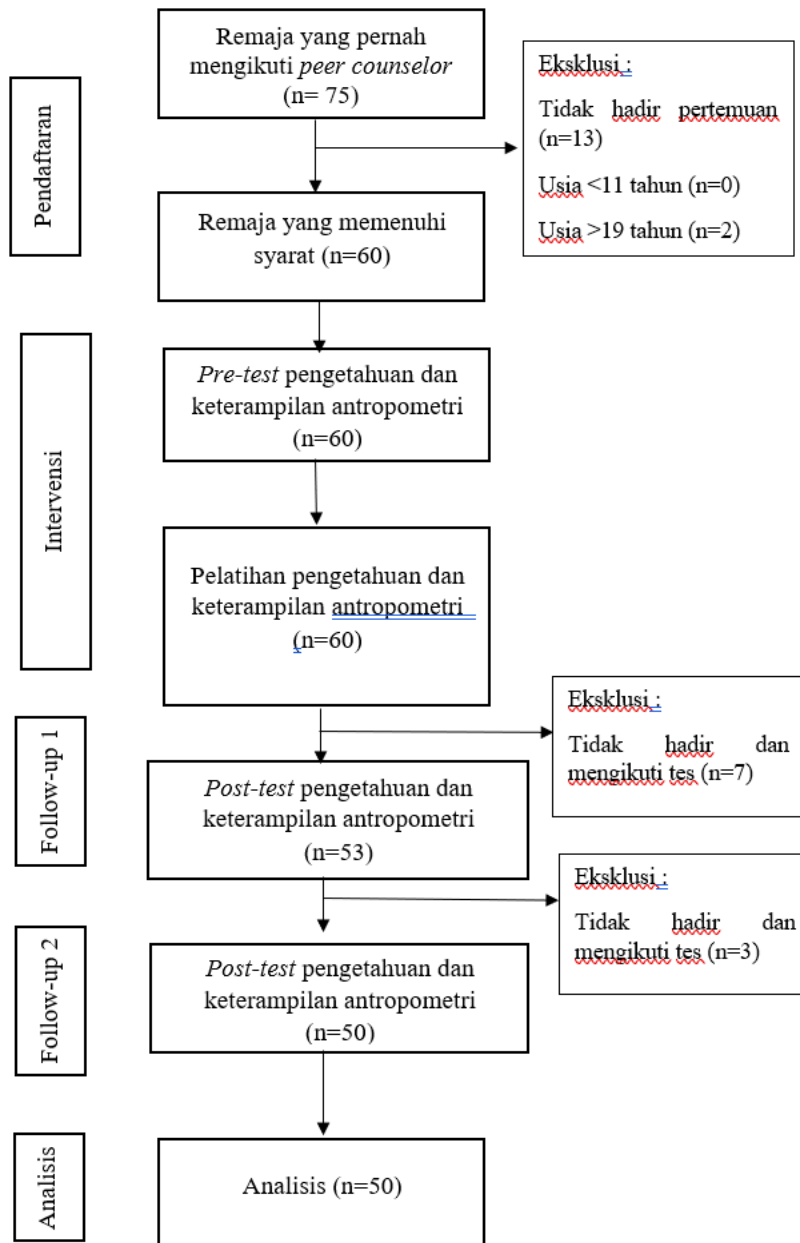 Remaja yang pernah
mengikuti peer counselor
(n= 75)
Eksklusi :
Tidak hadir pertemuan
(n=13)
Usia <11 tahun (n=0)
Usia >19 tahun (n=2)
Pendaftaran
Remaja yang memenuhi
syarat (n=60)
Intervensi
Pre-test pengetahuan dan
keterampilan antropometri
(n=60)
Pelatihan pengetahuan dan
keterampilan antropometri
(n=60)
Eksklusi :
Tidak hadir dan
mengikuti tes (n=7)
Follow-up 1
Post-test pengetahuan dan
keterampilan antropometri
(n=53)
Eksklusi :
Tidak hadir dan
mengikuti tes (n=3)
Follow-up 2
Post-test pengetahuan dan
keterampilan antropometri
(n=50)
Analisis
Analisis (n=50)